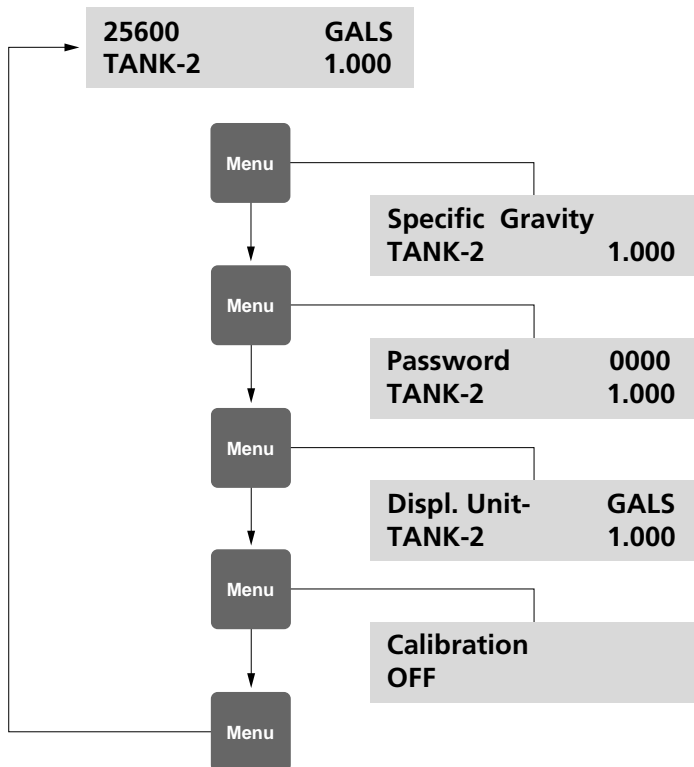 25600 GALS
TANK-2 1.000
Menu
Specific Gravity
TANK-2 1.000
Menu
Password 0000
TANK-2 1.000
Menu
Displ. Unit- GALS
TANK-2 1.000
Menu
Calibration
OFF
Menu